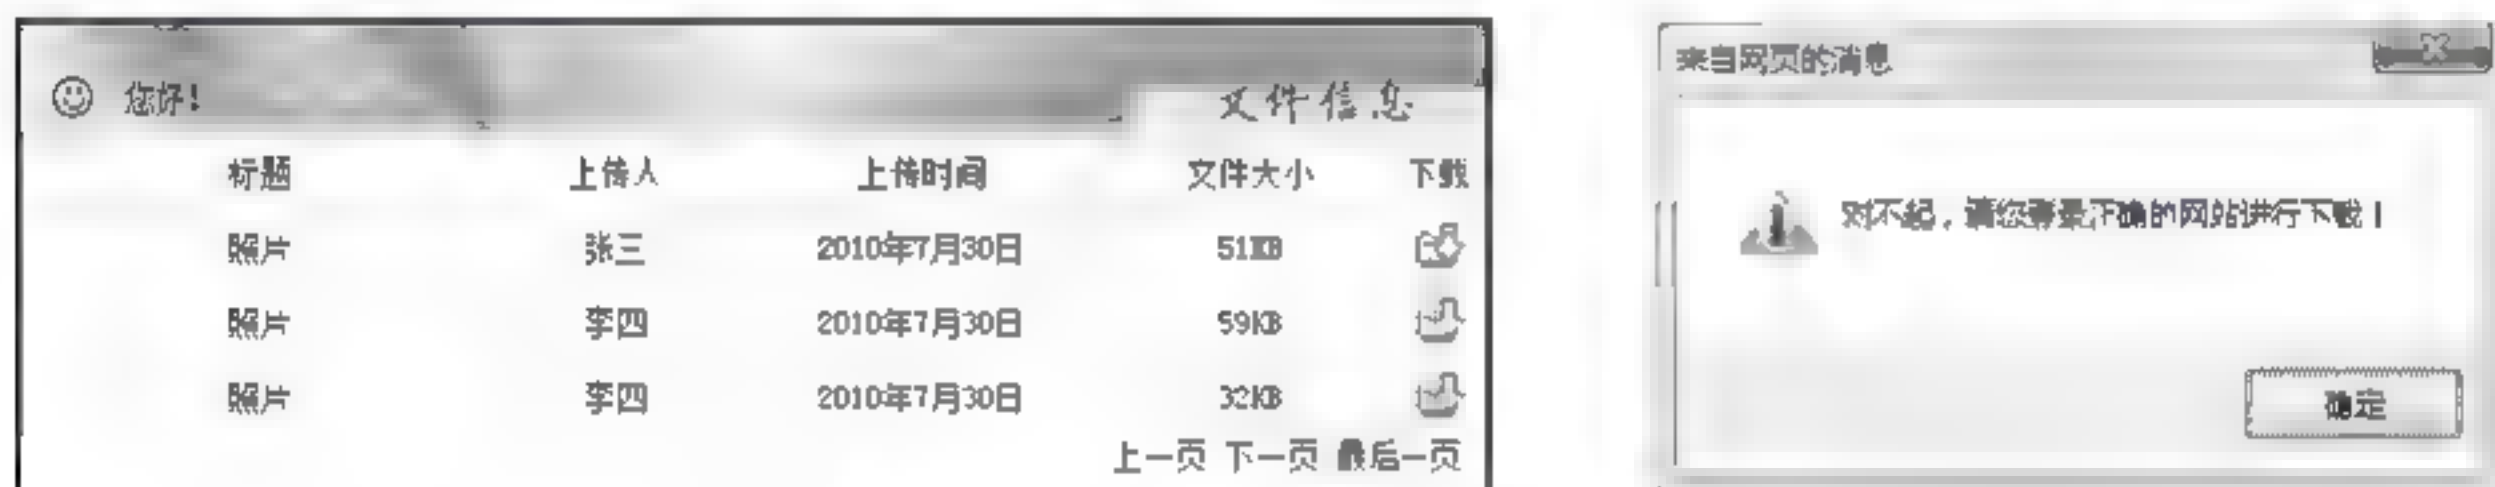 您好!
文件信息
标题 上传人 上传时间 文件大小 下载
照片 张三 2010年7月30日 51KB
照片 李四 2010年7月30日 59KB
照片 李四 2010年7月30日 32KB
上一页 下一页 最后一页
来自网页的消息
对不起，请您登录正确的网站进行下载！
确定